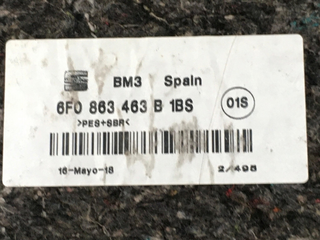 BM3 Spain
6F0 863 463 B 1BS
01S
>PES+SBR<
16-Mayo-18
2/495